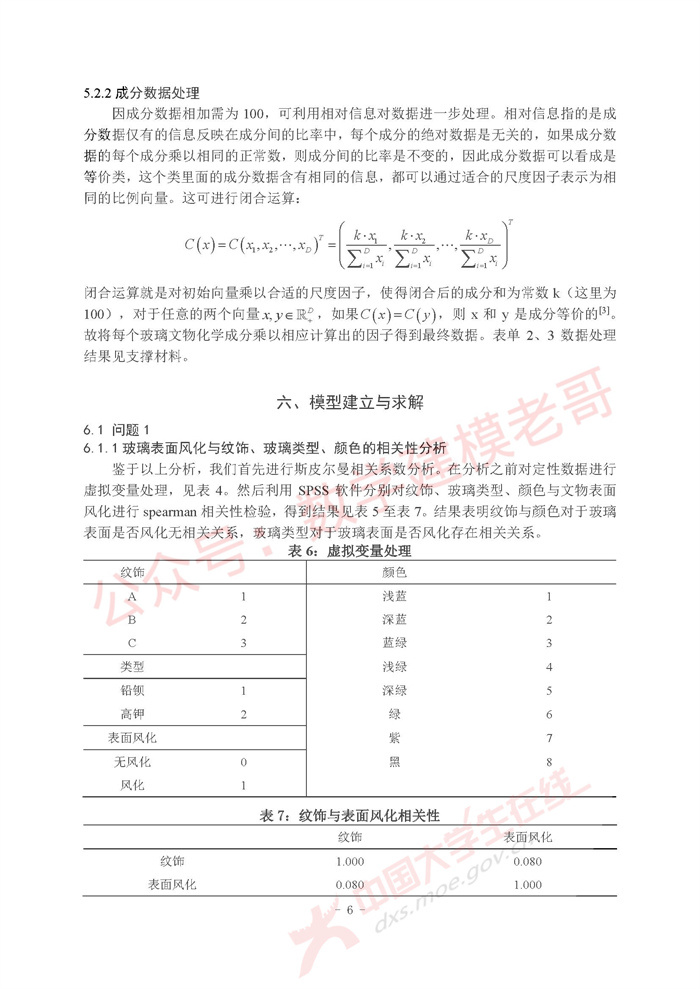 5.2.2 成分数据处理
因成分数据相加需为 100，可利用相对信息对数据进一步处理。相对信息指的是成
分数据仅有的信息反映在成分间的比率中，每个成分的绝对数据是无关的，如果成分数
据的每个成分乘以相同的正常数，则成分间的比率是不变的，因此成分数据可以看成是
等价类，这个类里面的成分数据含有相同的信息，都可以通过适合的尺度因子表示为相
同的比例向量。这可进行闭合运算：
C(x)=C(x₁,x₂,⋯,x_D)^T=(k·x₁/∑_{i=1}^D x_i, k·x₂/∑_{i=1}^D x_i, ⋯, k·x_D/∑_{i=1}^D x_i)^T
闭合运算就是对初始向量乘以合适的尺度因子，使得闭合后的成分和为常数 k（这里为
100），对于任意的两个向量 x, y∈ℝ₊^D，如果C(x)=C(y)，则 x 和 y 是成分等价的[3]。
故将每个玻璃文物化学成分乘以相应计算出的因子得到最终数据。表单 2、3 数据处理
结果见支撑材料。
六、模型建立与求解
6.1 问题 1
6.1.1 玻璃表面风化与纹饰、玻璃类型、颜色的相关性分析
鉴于以上分析，我们首先进行斯皮尔曼相关系数分析。在分析之前对定性数据进行
虚拟变量处理，见表 4。然后利用 SPSS 软件分别对纹饰、玻璃类型、颜色与文物表面
风化进行 spearman 相关性检验，得到结果见表 5 至表 7。结果表明纹饰与颜色对于玻璃
表面是否风化无相关关系，玻璃类型对于玻璃表面是否风化存在相关关系。
表 6：虚拟变量处理
纹饰 颜色
A 1 浅蓝 1
B 2 深蓝 2
C 3 蓝绿 3
类型 浅绿 4
铅钡 1 深绿 5
高钾 2 绿 6
表面风化 紫 7
无风化 0 黑 8
风化 1
表 7：纹饰与表面风化相关性
纹饰 表面风化
纹饰 1.000 0.080
表面风化 0.080 1.000
- 6 -
公众号：数学建模老哥
中国大学生在线
dxs.moe.gov.cn